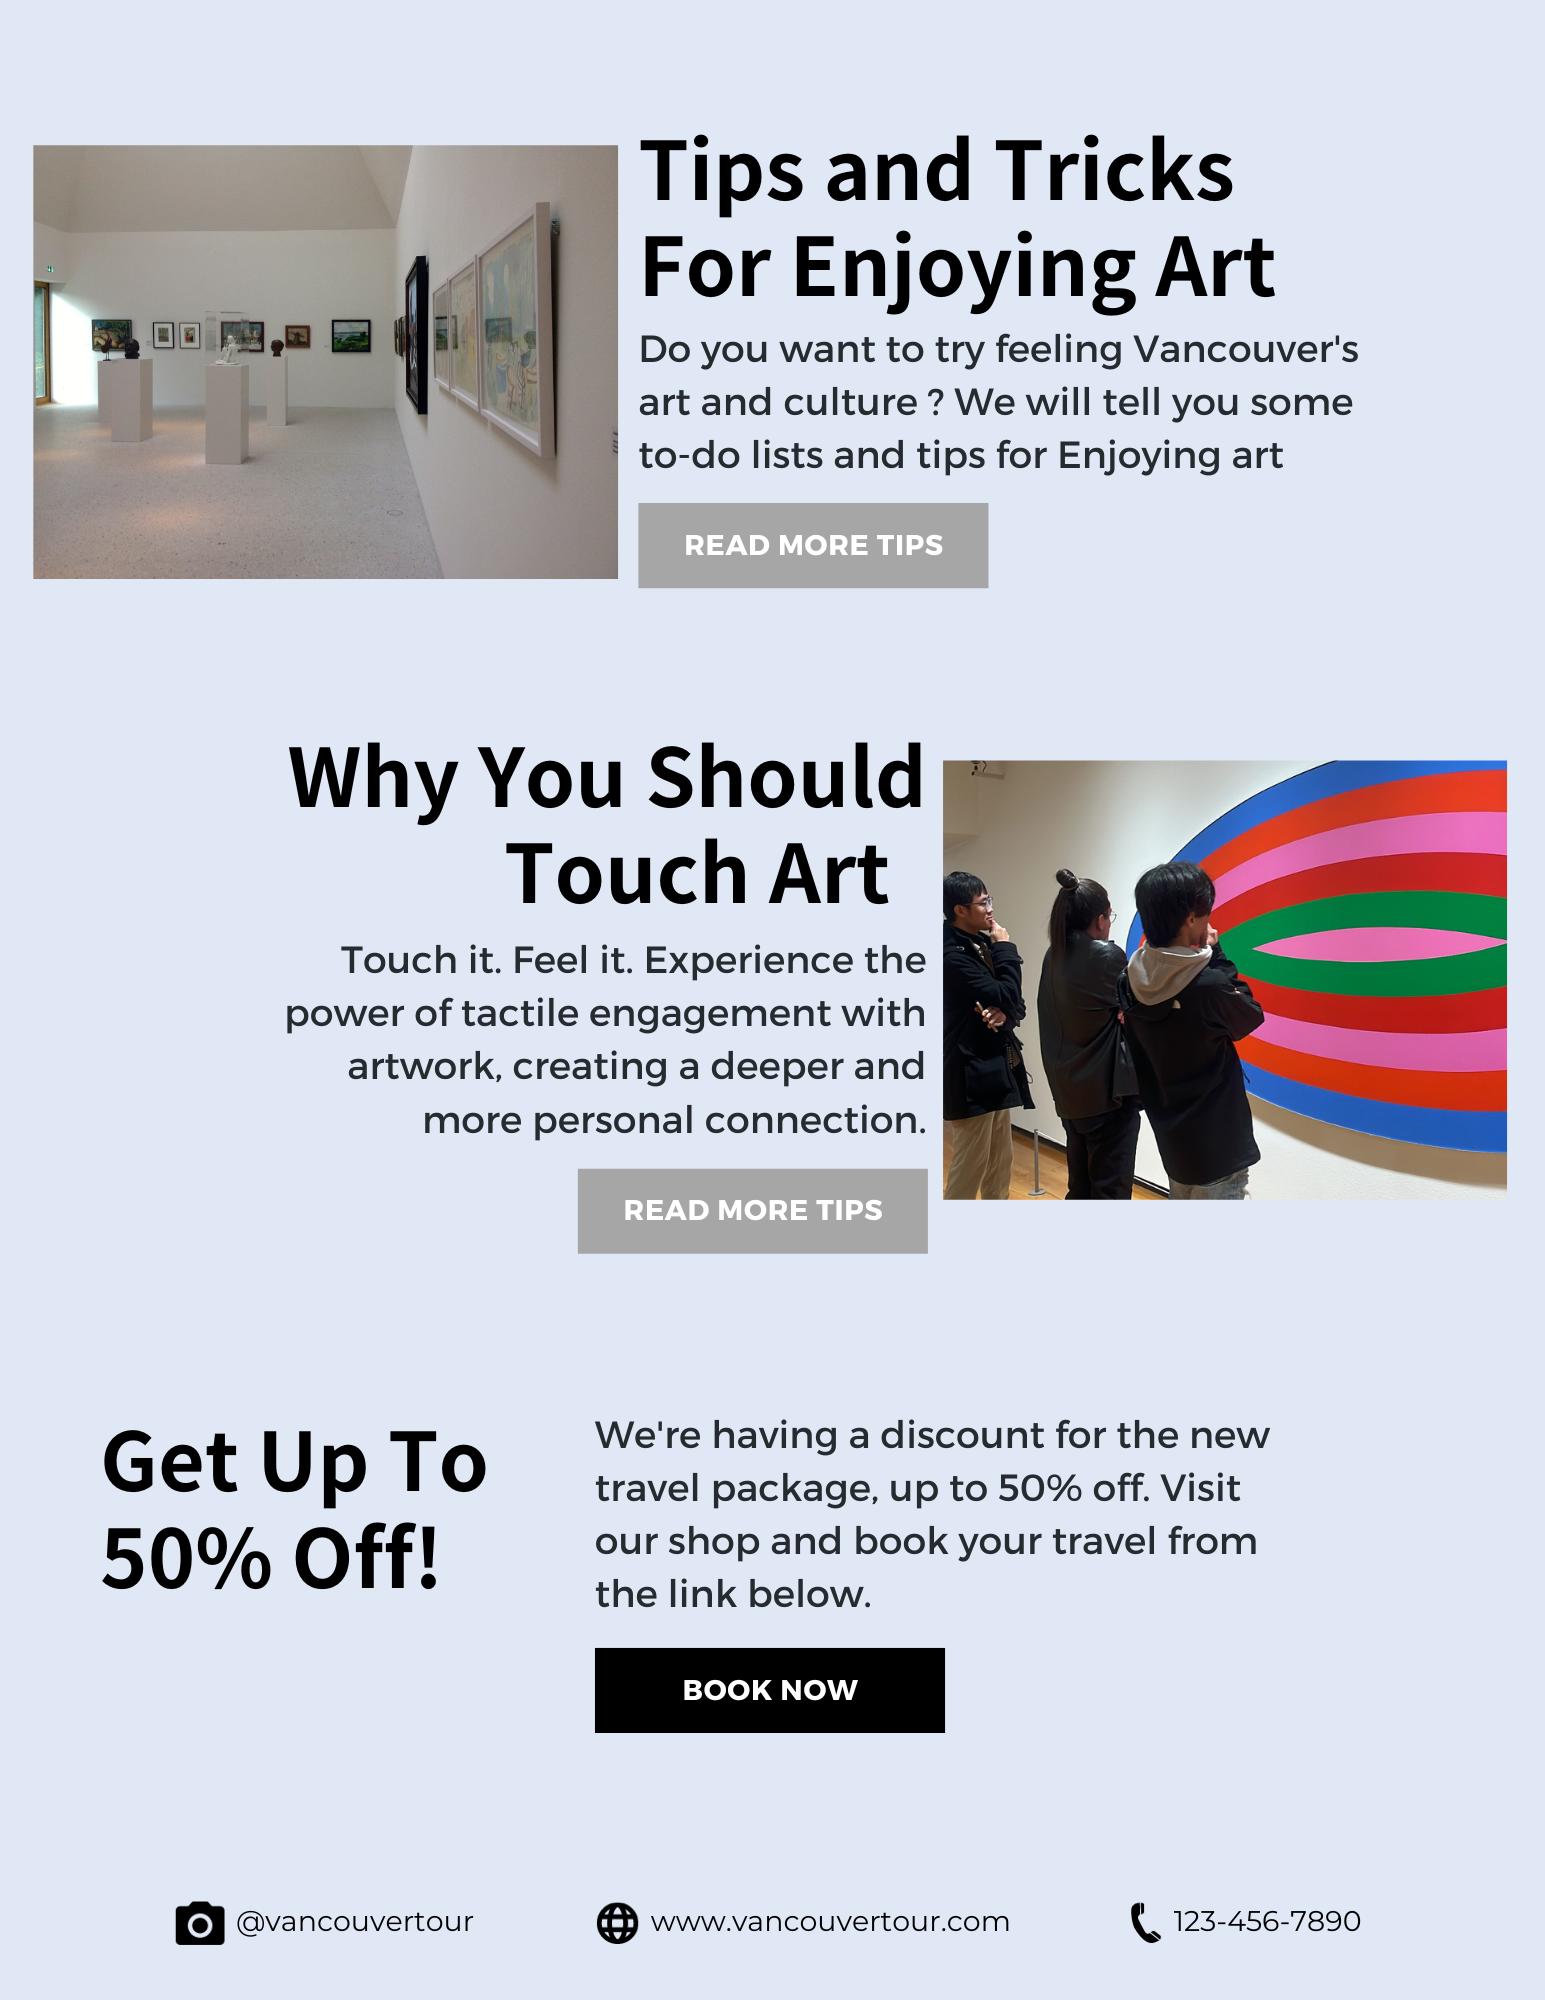 Tips and Tricks
For Enjoying Art
Do you want to try feeling Vancouver's
art and culture ? We will tell you some
to-do lists and tips for Enjoying art
READ MORE TIPS
Why You Should
Touch Art
Touch it. Feel it. Experience the
power of tactile engagement with
artwork, creating a deeper and
more personal connection.
READ MORE TIPS
Get Up To
50% Off!
We're having a discount for the new
travel package, up to 50% off. Visit
our shop and book your travel from
the link below.
BOOK NOW
@vancouvertour
www.vancouvertour.com
123-456-7890